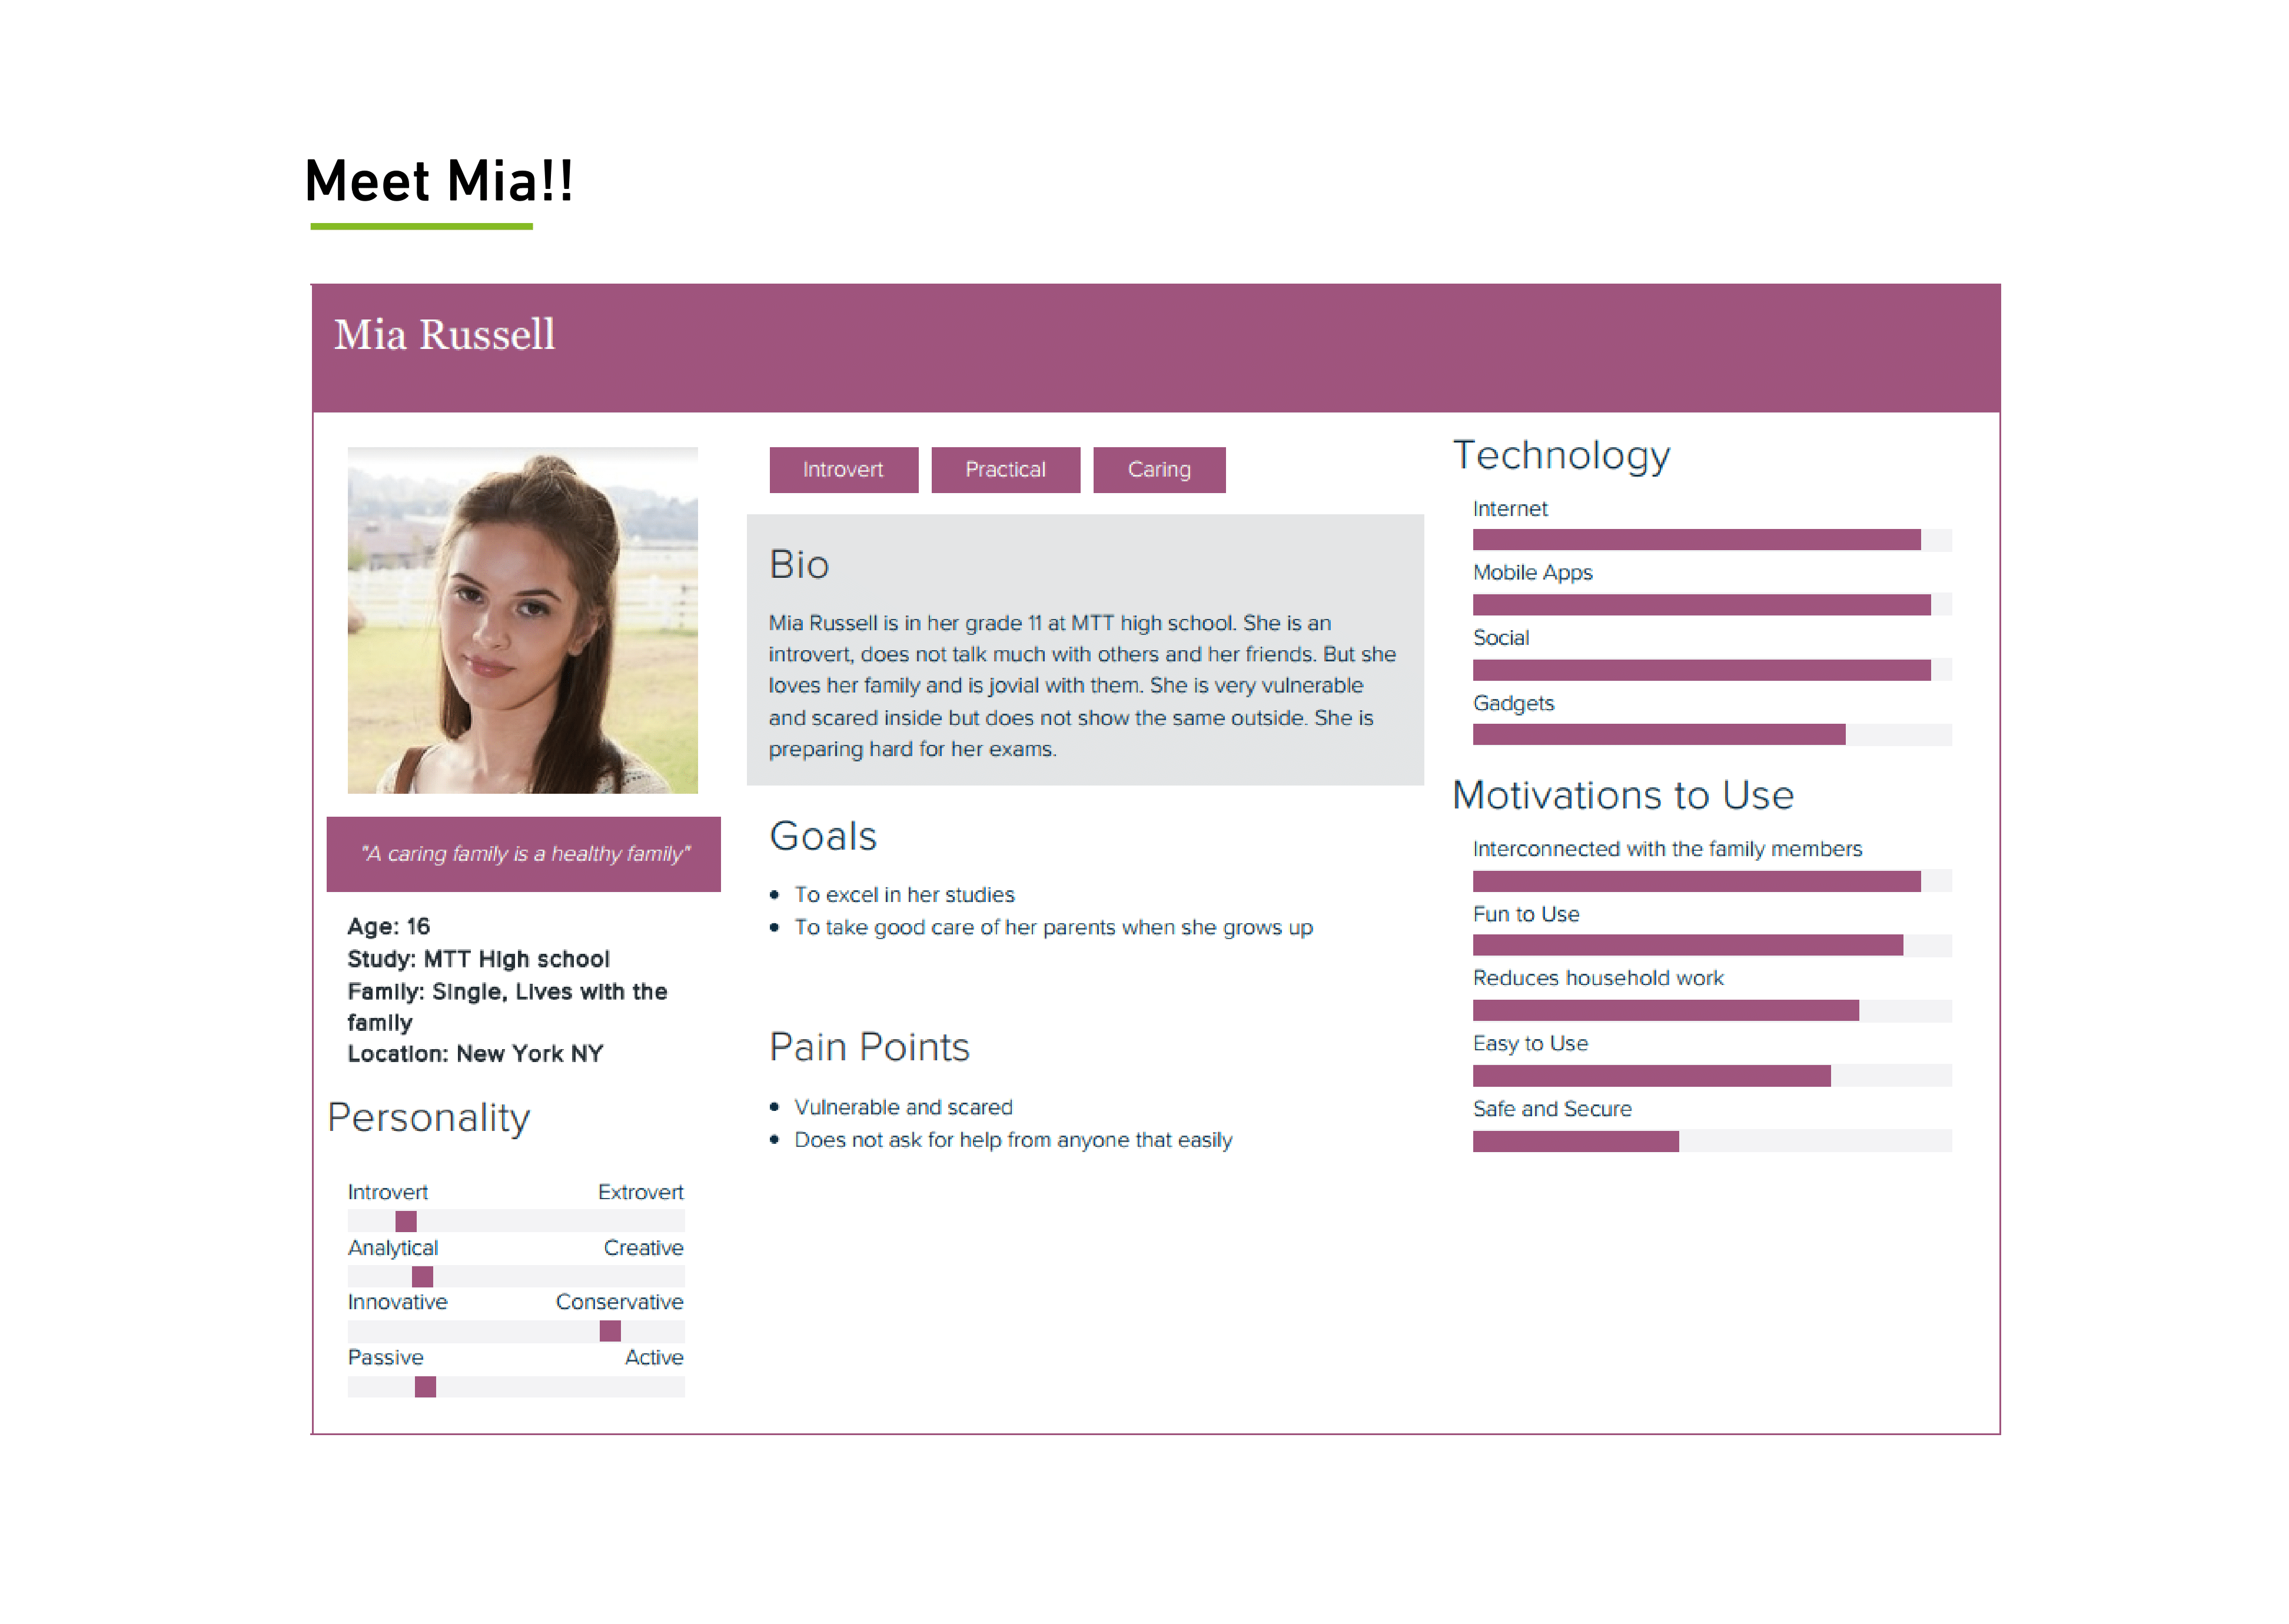 Meet Mia!!
Mia Russell
"A caring family is a healthy family"
Age: 16
Study: MTT High school
Family: Single, Lives with the
family
Location: New York NY
Personality
Introvert Extrovert
Analytical Creative
Innovative Conservative
Passive Active
Introvert Practical Caring
Bio
Mia Russell is in her grade 11 at MTT high school. She is an
introvert, does not talk much with others and her friends. But she
loves her family and is jovial with them. She is very vulnerable
and scared inside but does not show the same outside. She is
preparing hard for her exams.
Goals
• To excel in her studies
• To take good care of her parents when she grows up
Pain Points
• Vulnerable and scared
• Does not ask for help from anyone that easily
Technology
Internet
Mobile Apps
Social
Gadgets
Motivations to Use
Interconnected with the family members
Fun to Use
Reduces household work
Easy to Use
Safe and Secure